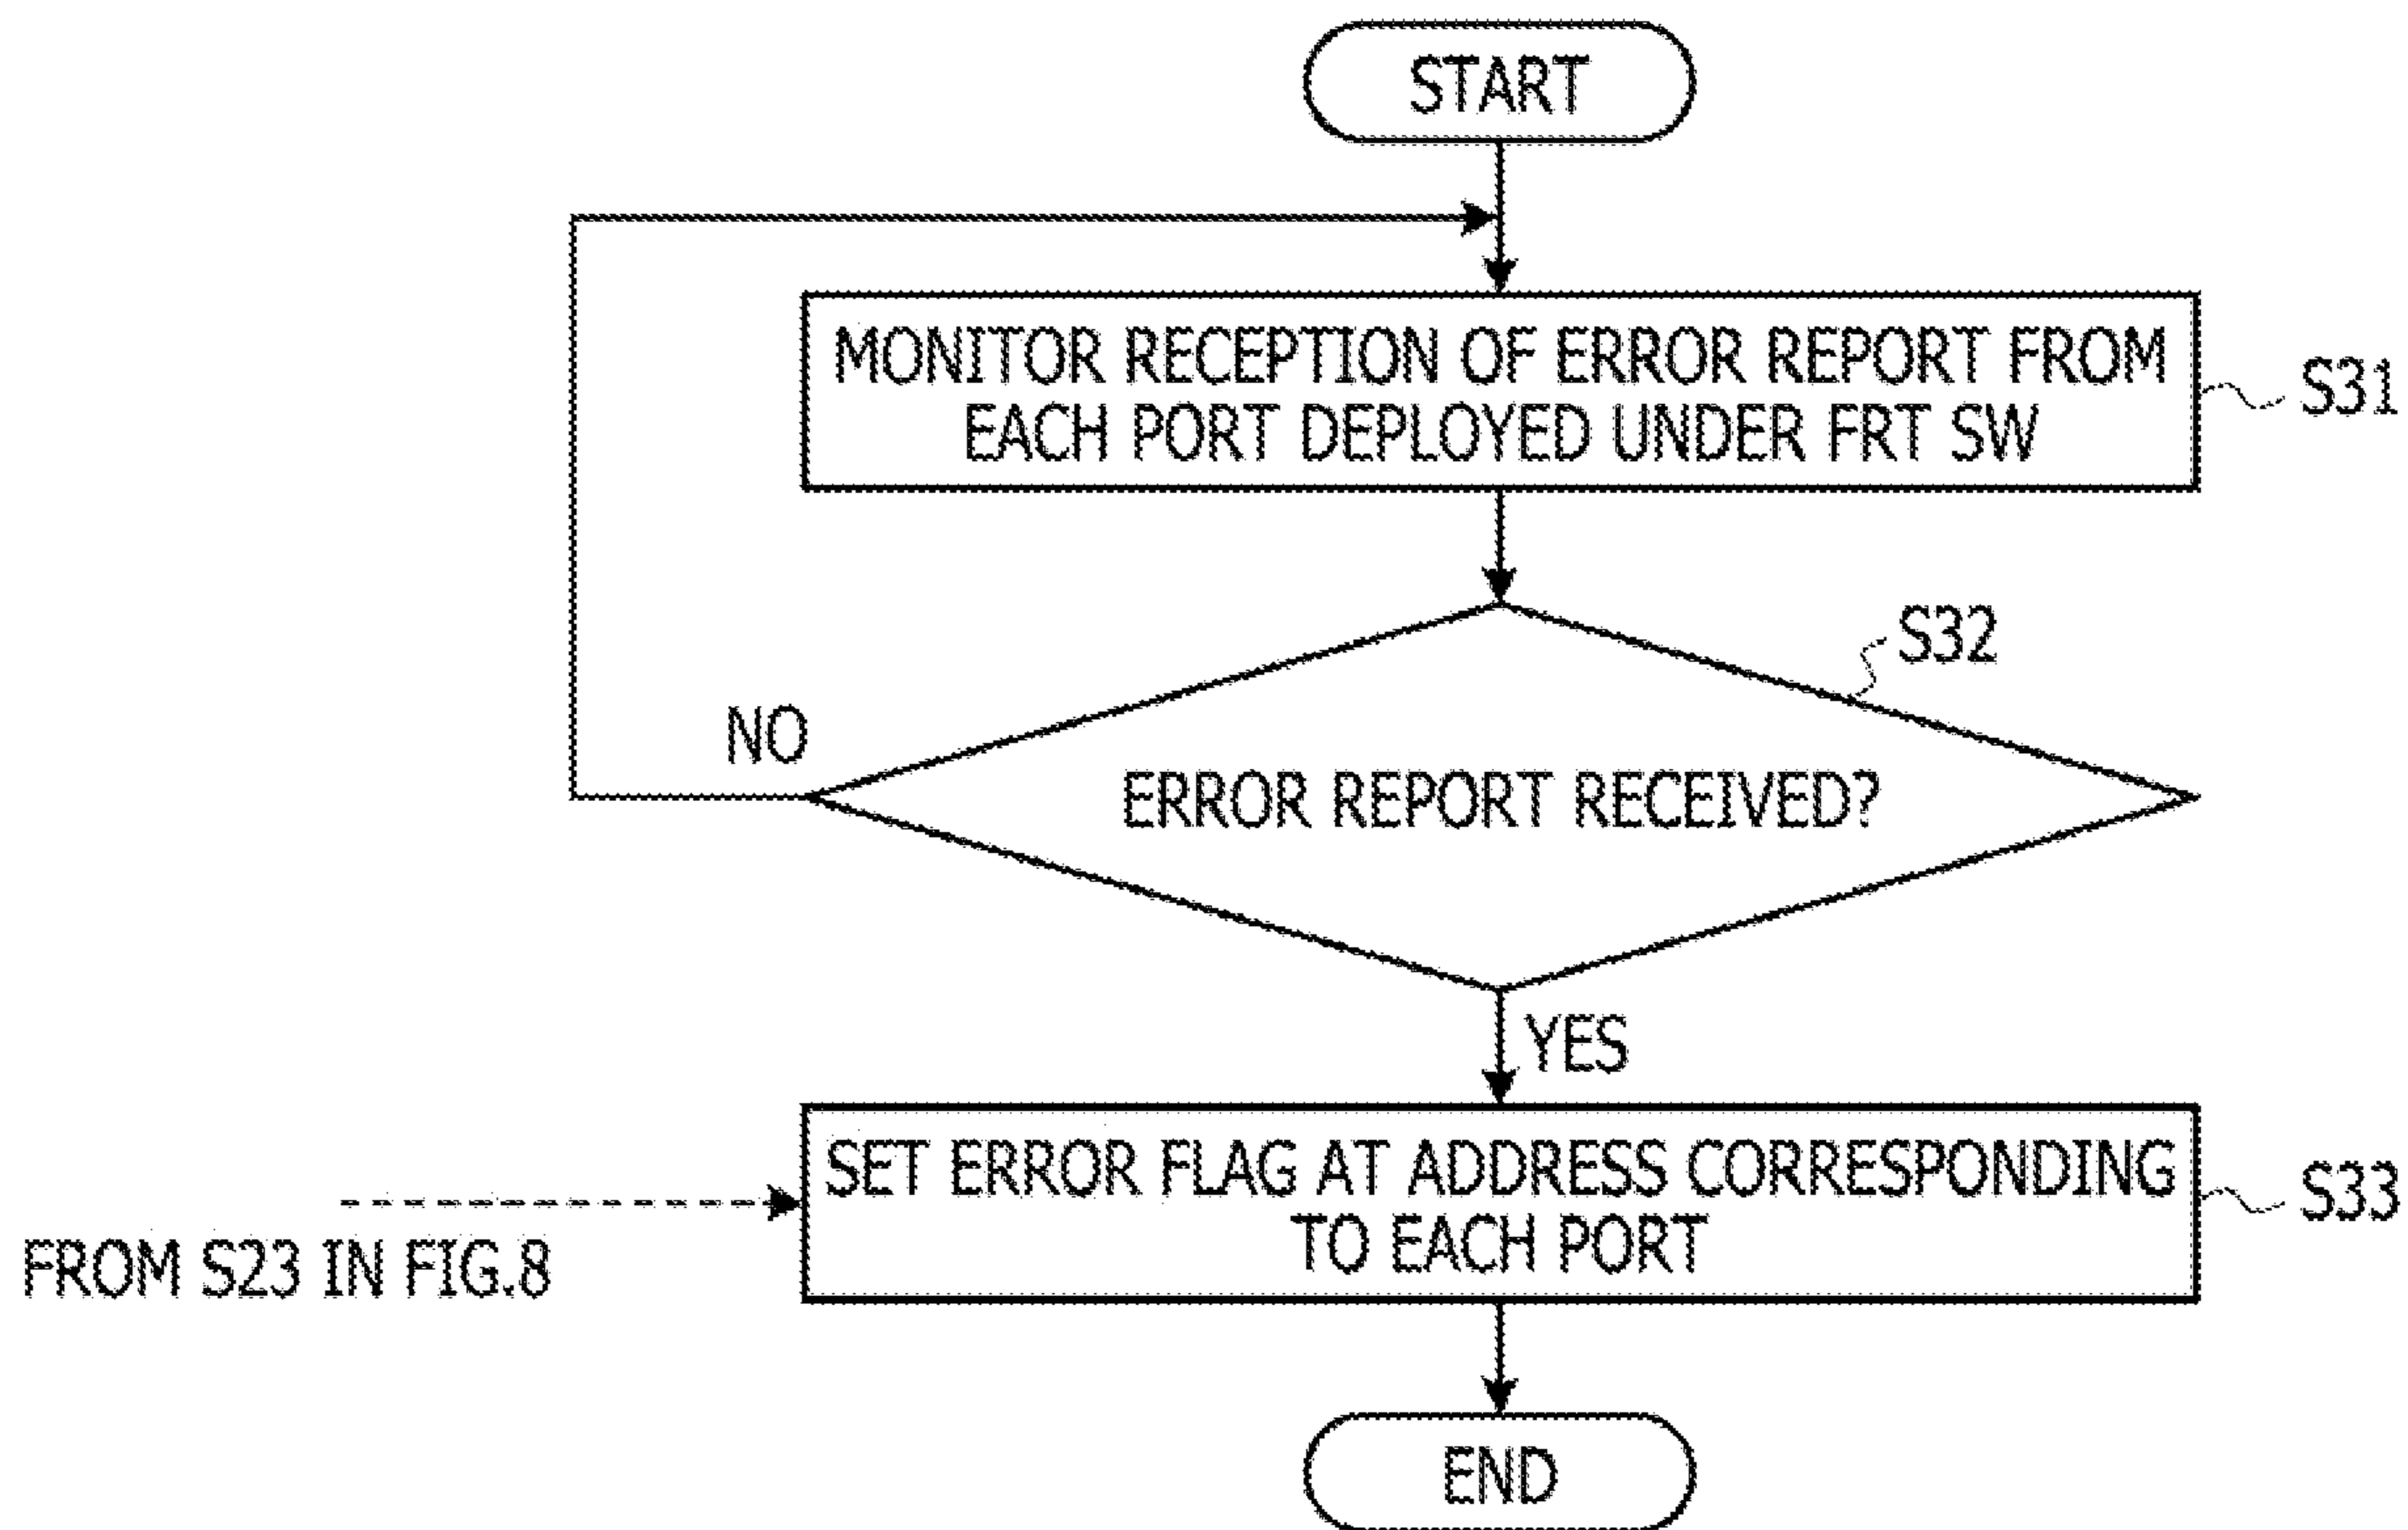 START
MONITOR RECEPTION OF ERROR REPORT FROM
EACH PORT DEPLOYED UNDER FRT SW
S31
S32
NO
ERROR REPORT RECEIVED?
YES
SET ERROR FLAG AT ADDRESS CORRESPONDING
TO EACH PORT
S33
FROM S23 IN FIG.8
END